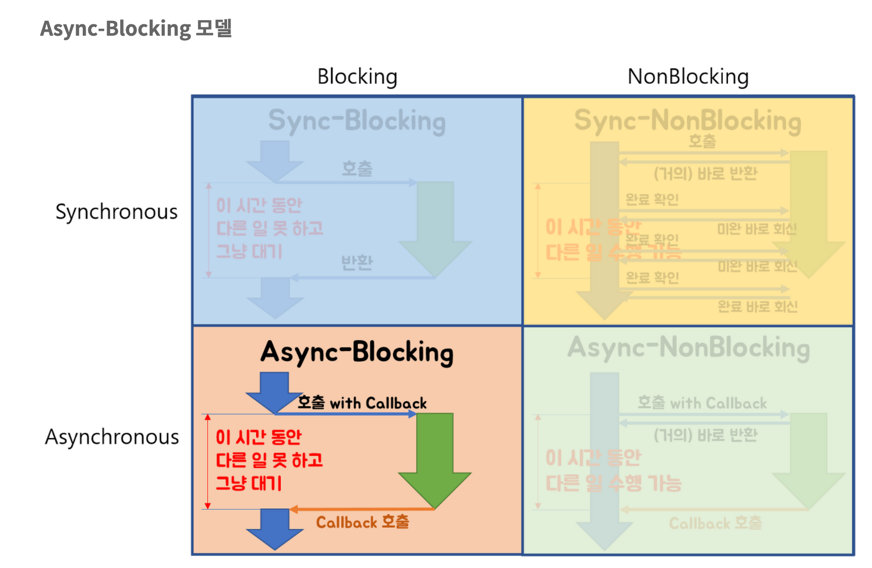 Async-Blocking 모델
Blocking
NonBlocking
Synchronous
Sync-Blocking
호출
이 시간 동안
다른 일 못 하고
그냥 대기
반환
Sync-NonBlocking
호출
(거의) 바로 반환
완료 확인
미완 바로 회신
이 시간 동안
다른 일 수행 가능
완료 확인
미완 바로 회신
완료 확인
완료 바로 회신
Asynchronous
Async-Blocking
호출 with Callback
이 시간 동안
다른 일 못 하고
그냥 대기
Callback 호출
Async-NonBlocking
호출 with Callback
(거의) 바로 반환
이 시간 동안
다른 일 수행 가능
Callback 호출